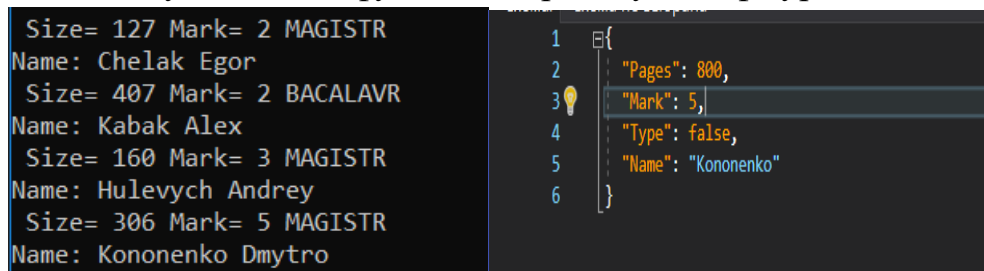 Size= 127 Mark= 2 MAGISTR
Name: Chelak Egor
Size= 407 Mark= 2 BACALAVR
Name: Kabak Alex
Size= 160 Mark= 3 MAGISTR
Name: Hulevych Andrey
Size= 306 Mark= 5 MAGISTR
Name: Kononenko Dmytro
1 {
2 "Pages": 800,
3 "Mark": 5,
4 "Type": false,
5 "Name": "Kononenko"
6 }